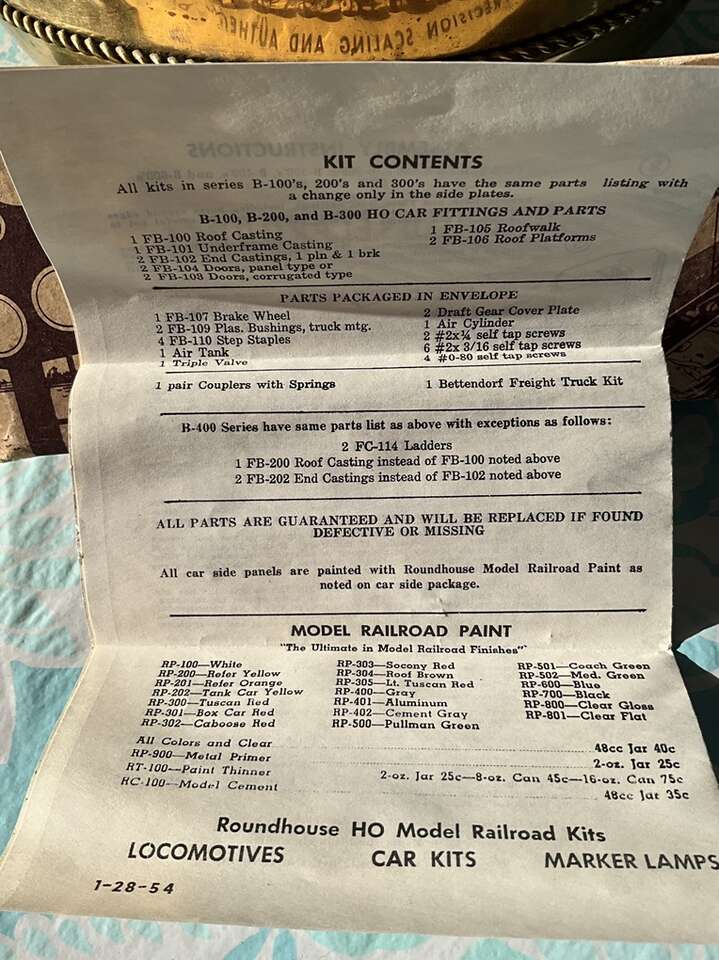 PRECISION SCALING AND AUTHE
KIT CONTENTS
All kits in series B-100's, 200's and 300's have the same parts listing with
a change only in the side plates.
B-100, B-200, and B-300 HO CAR FITTINGS AND PARTS
1 FB-100 Roof Casting
1 FB-101 Underframe Casting
2 FB-102 End Castings, 1 pln & 1 brk
2 FB-104 Doors, panel type or
2 FB-103 Doors, corrugated type
1 FB-105 Roofwalk
2 FB-106 Roof Platforms
PARTS PACKAGED IN ENVELOPE
1 FB-107 Brake Wheel
2 FB-109 Plas. Bushings, truck mtg.
4 FB-110 Step Staples
1 Air Tank
1 Triple Valve
2 Draft Gear Cover Plate
1 Air Cylinder
2 #2x¼ self tap screws
6 #2x 3/16 self tap screws
4 #0-80 self tap screws
1 pair Couplers with Springs
1 Bettendorf Freight Truck Kit
B-400 Series have same parts list as above with exceptions as follows:
2 FC-114 Ladders
1 FB-200 Roof Casting instead of FB-100 noted above
2 FB-202 End Castings instead of FB-102 noted above
ALL PARTS ARE GUARANTEED AND WILL BE REPLACED IF FOUND
DEFECTIVE OR MISSING
All car side panels are painted with Roundhouse Model Railroad Paint as
noted on car side package.
MODEL RAILROAD PAINT
"The Ultimate in Model Railroad Finishes"
RP-100—White
RP-200—Refer Yellow
RP-201—Refer Orange
RP-202—Tank Car Yellow
RP-300—Tuscan Red
RP-301—Box Car Red
RP-302—Caboose Red
RP-303—Socony Red
RP-304—Roof Brown
RP-305—Lt. Tuscan Red
RP-400—Gray
RP-401—Aluminum
RP-402—Cement Gray
RP-500—Pullman Green
RP-501—Coach Green
RP-502—Med. Green
RP-600—Blue
RP-700—Black
RP-800—Clear Gloss
RP-801—Clear Flat
All Colors and Clear 48cc Jar 40c
RP-900—Metal Primer 2-oz. Jar 25c
RT-100—Paint Thinner 2-oz. Jar 25c—8-oz. Can 45c—16-oz. Can 75c
RC-100—Model Cement 48cc Jar 35c
Roundhouse HO Model Railroad Kits
LOCOMOTIVES CAR KITS MARKER LAMPS
1-28-54